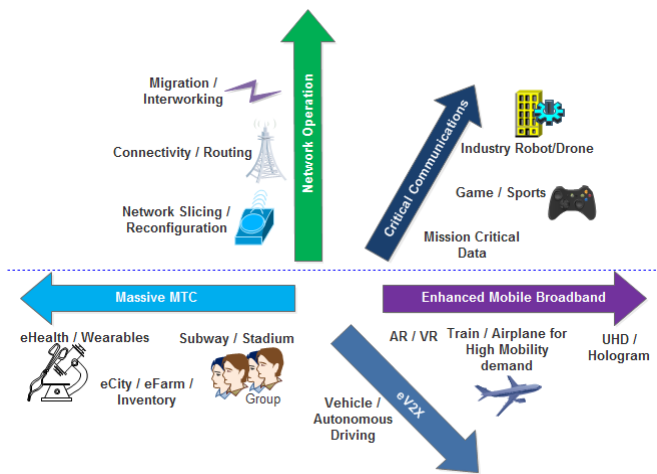 Migration /
Interworking
Connectivity / Routing
Network Slicing /
Reconfiguration
Network Operation
Critical Communications
Industry Robot/Drone
Game / Sports
Mission Critical
Data
Massive MTC
eHealth / Wearables
Subway / Stadium
eCity / eFarm /
Inventory
Group
Enhanced Mobile Broadband
AR / VR
Train / Airplane for
High Mobility
demand
UHD /
Hologram
eV2X
Vehicle /
Autonomous
Driving